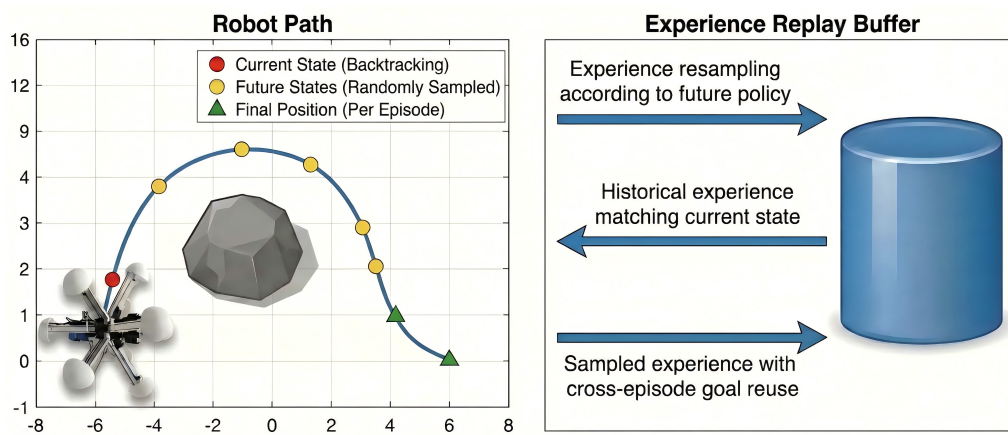 Robot Path
16
12
9
4
3
2
1
0
-1
-8
-6
-4
-2
0
2
4
6
8
Current State (Backtracking)
Future States (Randomly Sampled)
Final Position (Per Episode)
Experience Replay Buffer
Experience resampling
according to future policy
Historical experience
matching current state
Sampled experience with
cross-episode goal reuse